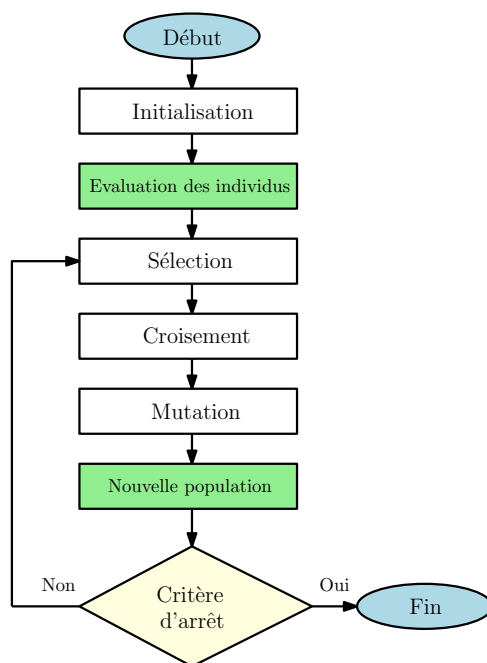 Début
Initialisation
Evaluation des individus
Sélection
Croisement
Mutation
Nouvelle population
Critère
d'arrêt
Non
Oui
Fin